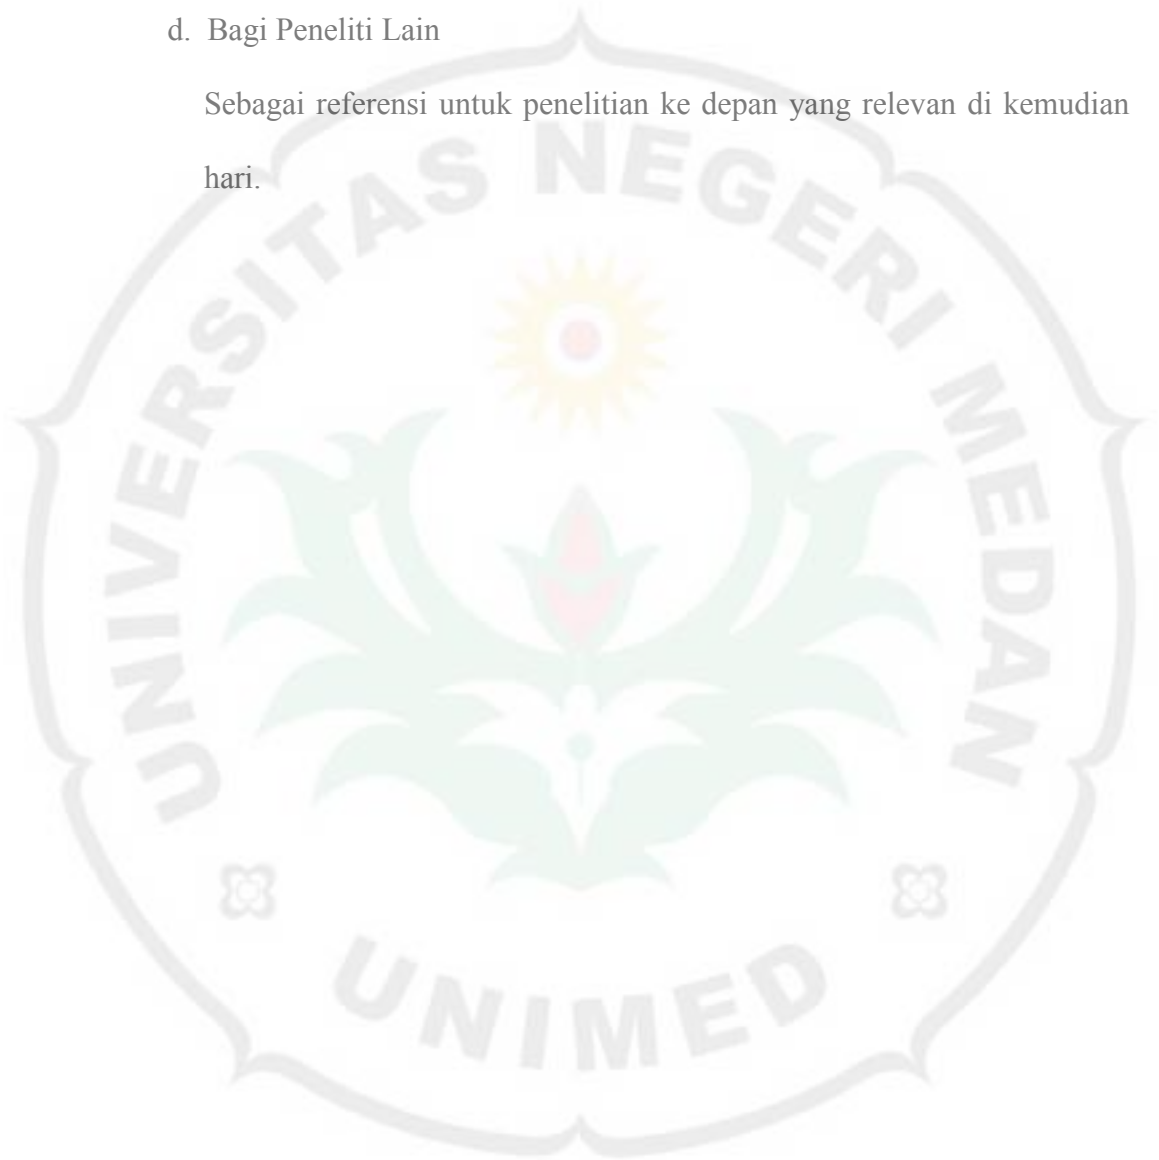 d. Bagi Peneliti Lain
Sebagai referensi untuk penelitian ke depan yang relevan di kemudian
hari.
UNIVERSITAS NEGERI MEDAN
UNIMED